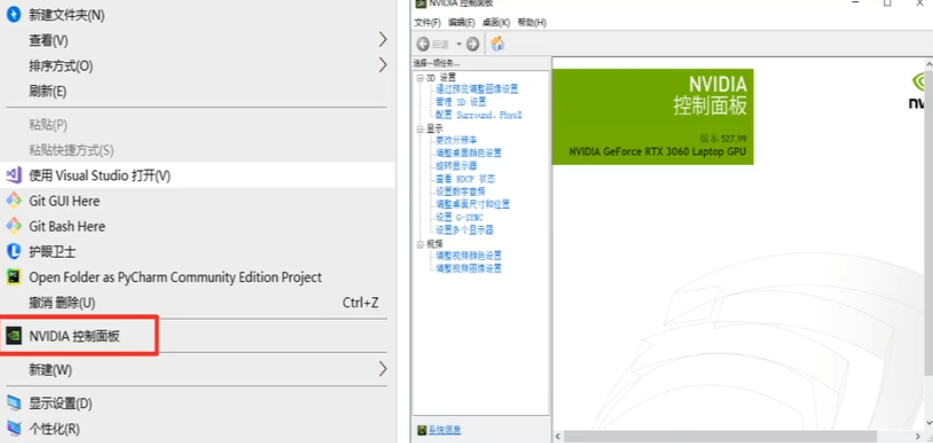 新建文件夹(N)
查看(V)
排序方式(O)
刷新(E)
粘贴(P)
粘贴快捷方式(S)
使用 Visual Studio 打开(V)
Git GUI Here
Git Bash Here
护眼卫士
Open Folder as PyCharm Community Edition Project
撤消 删除(U) Ctrl+Z
NVIDIA 控制面板
新建(W)
显示设置(D)
个性化(R)
NVIDIA 控制面板
文件(F) 编辑(E) 桌面(K) 帮助(H)
后退
选择一项任务...
3D 设置
通过预览调整图像设置
管理 3D 设置
配置 Surround、PhysX
显示
更改分辨率
调整桌面颜色设置
旋转显示器
查看 HDCP 状态
设置数字音频
调整桌面尺寸和位置
设置 G-SYNC
设置多个显示器
视频
调整视频颜色设置
调整视频图像设置
系统信息
NVIDIA
控制面板
版本 527.99
NVIDIA GeForce RTX 3060 Laptop GPU